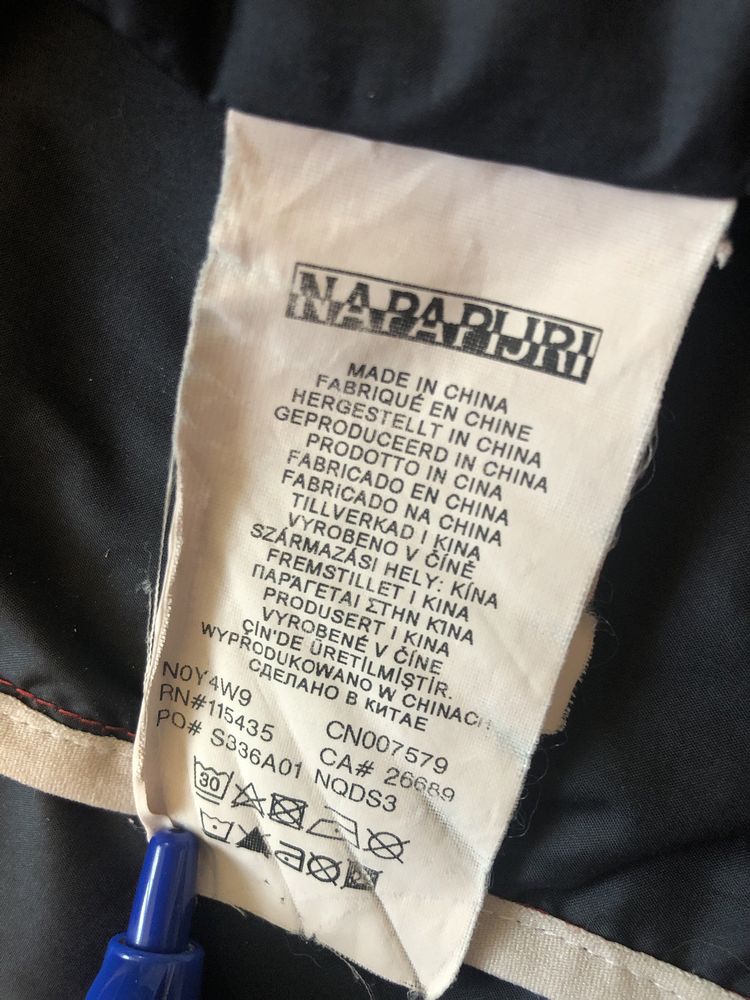 NAPAPIJRI
MADE IN CHINA
FABRIQUÉ EN CHINE
HERGESTELLT IN CHINA
GEPRODUCEERD IN CHINA
PRODOTTO IN CINA
FABRICADO EN CHINA
FABRICADO NA CHINA
TILLVERKAD I KINA
VYROBENO V ČÍNĚ
SZÁRMAZÁSI HELY: KÍNA
FREMSTILLET I KINA
ΠΑΡΑΓΕΤΑΙ ΣΤΗΝ ΚΊΝΑ
PRODUSERT I KINA
VYROBENÉ V ČÍNE
ÇİN'DE ÜRETİLMİŞTİR.
WYPRODUKOWANO W CHINACH
СДЕЛАНО В КИТАЕ
N0Y4W9 CN007579
RN#115435 CA# 26689
PO# S336A01 NQDS3
30